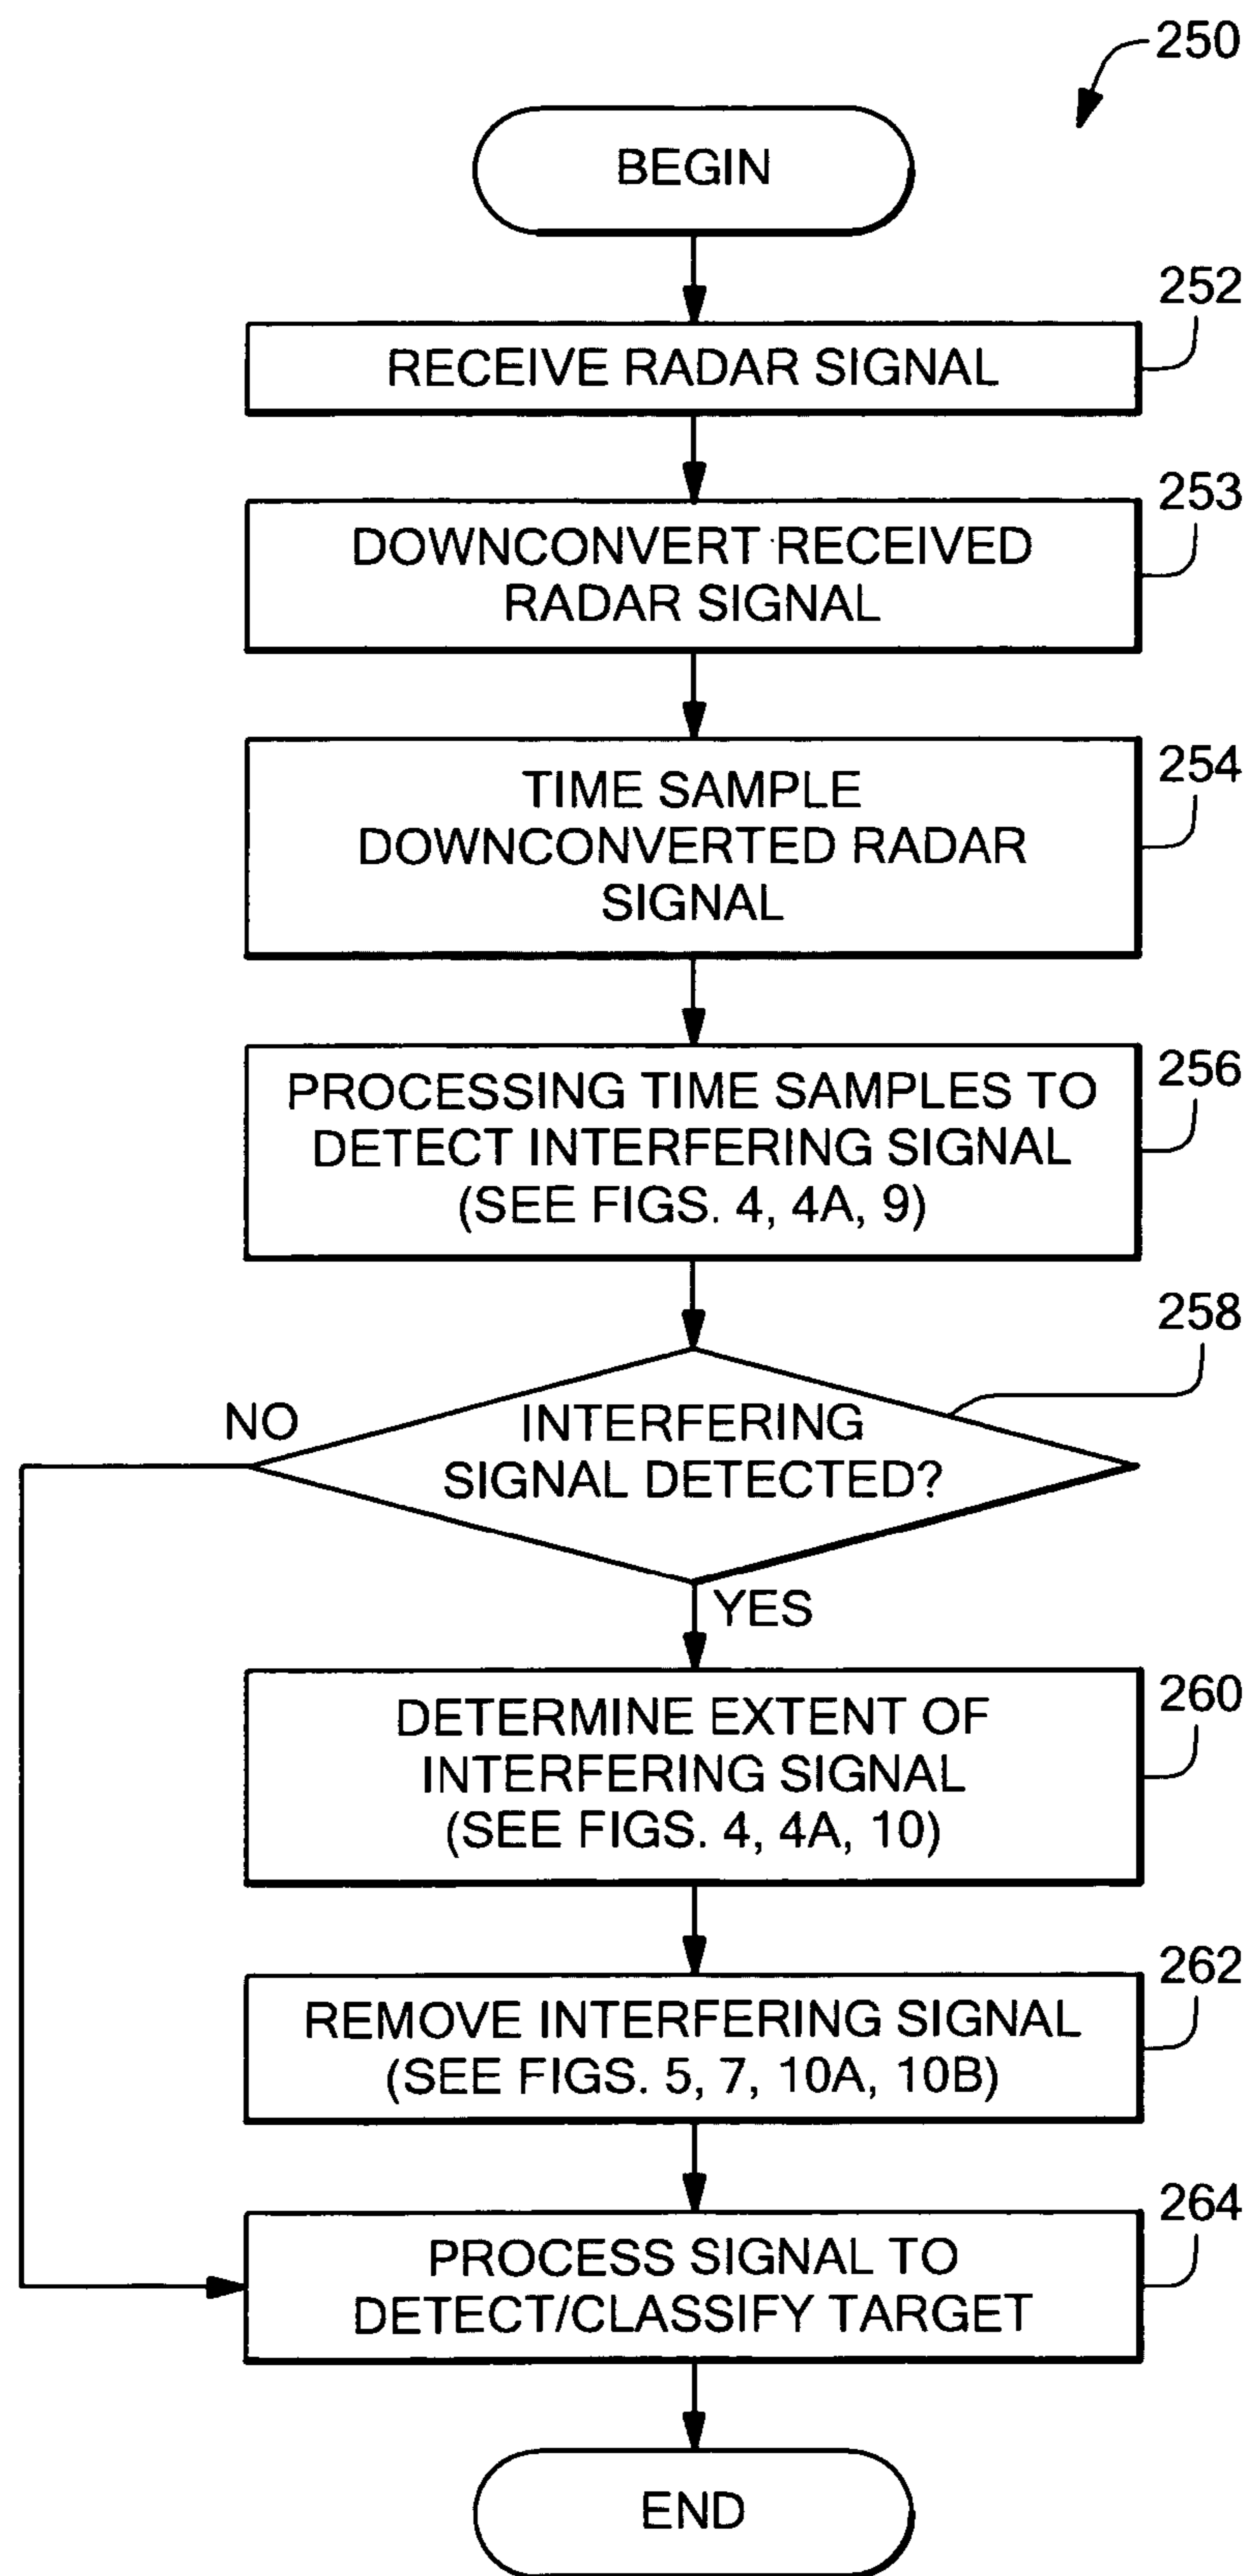 250
BEGIN
252
RECEIVE RADAR SIGNAL
253
DOWNCONVERT RECEIVED
RADAR SIGNAL
254
TIME SAMPLE
DOWNCONVERTED RADAR
SIGNAL
256
PROCESSING TIME SAMPLES TO
DETECT INTERFERING SIGNAL
(SEE FIGS. 4, 4A, 9)
258
NO
INTERFERING
SIGNAL DETECTED?
YES
260
DETERMINE EXTENT OF
INTERFERING SIGNAL
(SEE FIGS. 4, 4A, 10)
262
REMOVE INTERFERING SIGNAL
(SEE FIGS. 5, 7, 10A, 10B)
264
PROCESS SIGNAL TO
DETECT/CLASSIFY TARGET
END